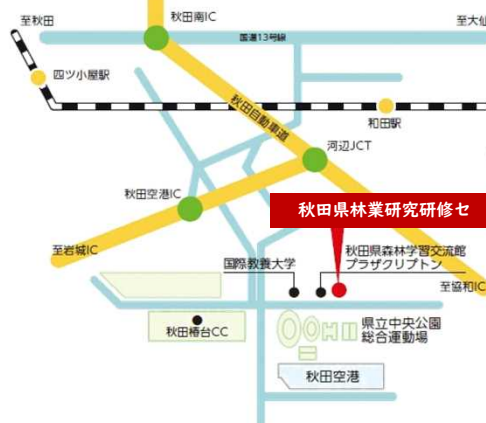 至秋田
秋田南IC
国道13号線
至大仙
四ツ小屋駅
秋田自動車道
和田駅
河辺JCT
秋田空港IC
秋田県林業研究研修セ
至岩城IC
国際教養大学
秋田県森林学習交流館
プラザクリプトン
至協和IC
秋田椿台CC
県立中央公園
総合運動場
秋田空港